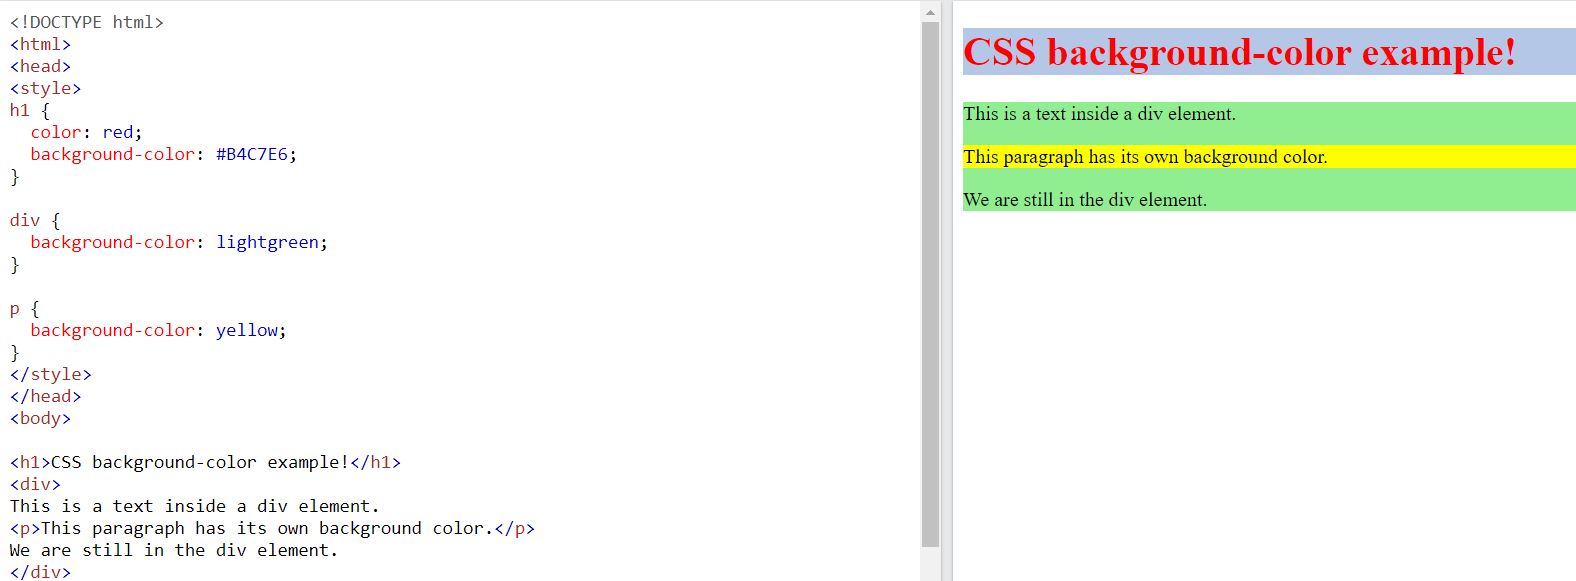 <!DOCTYPE html>
<html>
<head>
<style>
h1 {
  color: red;
  background-color: #B4C7E6;
}

div {
  background-color: lightgreen;
}

p {
  background-color: yellow;
}
</style>
</head>
<body>

<h1>CSS background-color example!</h1>
<div>
This is a text inside a div element.
<p>This paragraph has its own background color.</p>
We are still in the div element.
</div>
CSS background-color example!
This is a text inside a div element.
This paragraph has its own background color.
We are still in the div element.